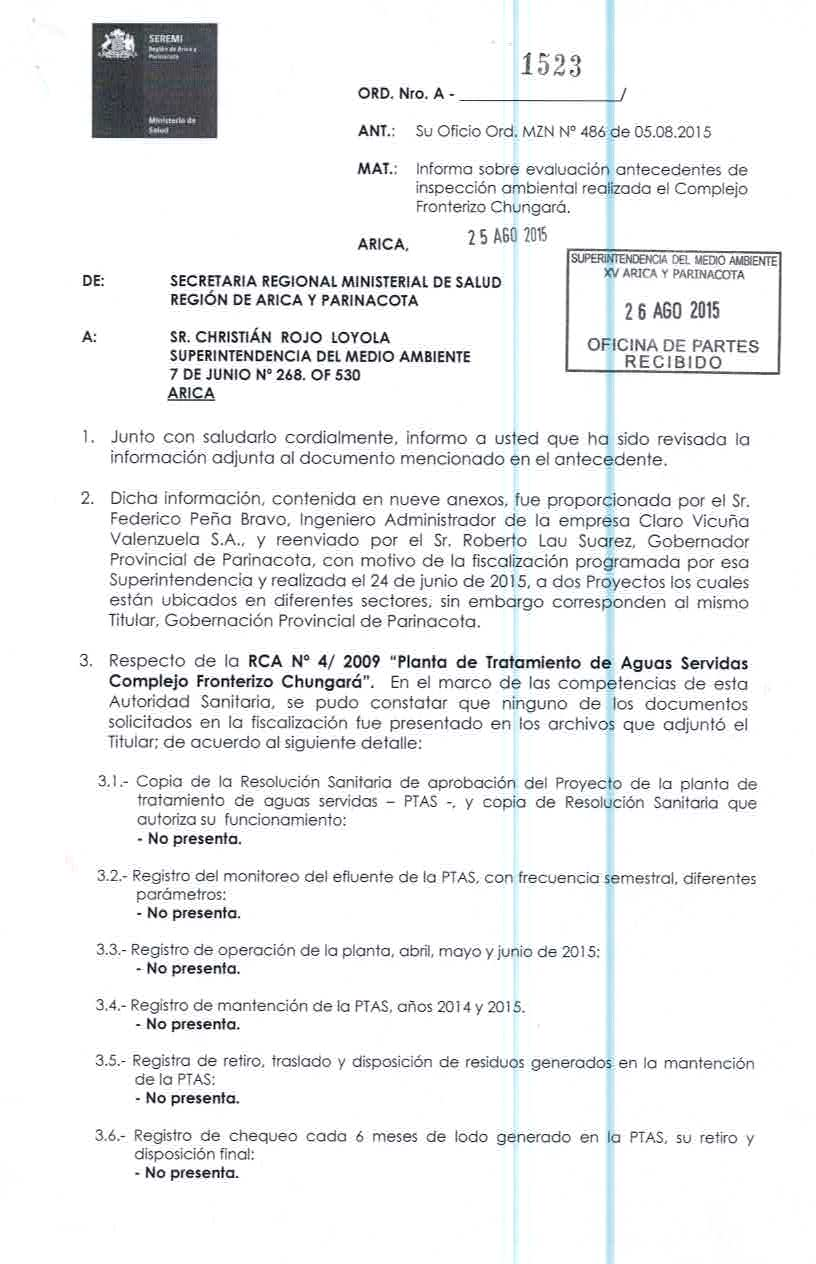 SEREMI
Región de Arica y
Parinacota
Ministerio de
Salud
1523
ORD. Nro. A - ____________________/
ANT.: Su Oficio Ord. MZN Nº 486 de 05.08.2015
MAT.: Informa sobre evaluación antecedentes de
inspección ambiental realizada el Complejo
Fronterizo Chungará.
ARICA, 25 AGO 2015
SUPERINTENDENCIA DEL MEDIO AMBIENTE
XV ARICA Y PARINACOTA
26 AGO 2015
OFICINA DE PARTES
RECIBIDO
DE: SECRETARIA REGIONAL MINISTERIAL DE SALUD
REGIÓN DE ARICA Y PARINACOTA
A: SR. CHRISTIÁN ROJO LOYOLA
SUPERINTENDENCIA DEL MEDIO AMBIENTE
7 DE JUNIO Nº 268. OF 530
ARICA
1. Junto con saludarlo cordialmente, informo a usted que ha sido revisada la
información adjunta al documento mencionado en el antecedente.
2. Dicha información, contenida en nueve anexos, fue proporcionada por el Sr.
Federico Peña Bravo, Ingeniero Administrador de la empresa Claro Vicuña
Valenzuela S.A., y reenviado por el Sr. Roberto Lau Suarez, Gobernador
Provincial de Parinacota, con motivo de la fiscalización programada por esa
Superintendencia y realizada el 24 de junio de 2015, a dos Proyectos los cuales
están ubicados en diferentes sectores, sin embargo corresponden al mismo
Titular, Gobernación Provincial de Parinacota.
3. Respecto de la RCA Nº 4/ 2009 “Planta de Tratamiento de Aguas Servidas
Complejo Fronterizo Chungará”. En el marco de las competencias de esta
Autoridad Sanitaria, se pudo constatar que ninguno de los documentos
solicitados en la fiscalización fue presentado en los archivos que adjuntó el
Titular; de acuerdo al siguiente detalle:
3.1.- Copia de la Resolución Sanitaria de aprobación del Proyecto de la planta de
tratamiento de aguas servidas – PTAS -, y copia de Resolución Sanitaria que
autoriza su funcionamiento:
- No presenta.
3.2.- Registro del monitoreo del efluente de la PTAS, con frecuencia semestral, diferentes
parámetros:
- No presenta.
3.3.- Registro de operación de la planta, abril, mayo y junio de 2015:
- No presenta.
3.4.- Registro de mantención de la PTAS, años 2014 y 2015.
- No presenta.
3.5.- Registra de retiro, traslado y disposición de residuos generados en la mantención
de la PTAS:
- No presenta.
3.6.- Registro de chequeo cada 6 meses de lodo generado en la PTAS, su retiro y
disposición final:
- No presenta.